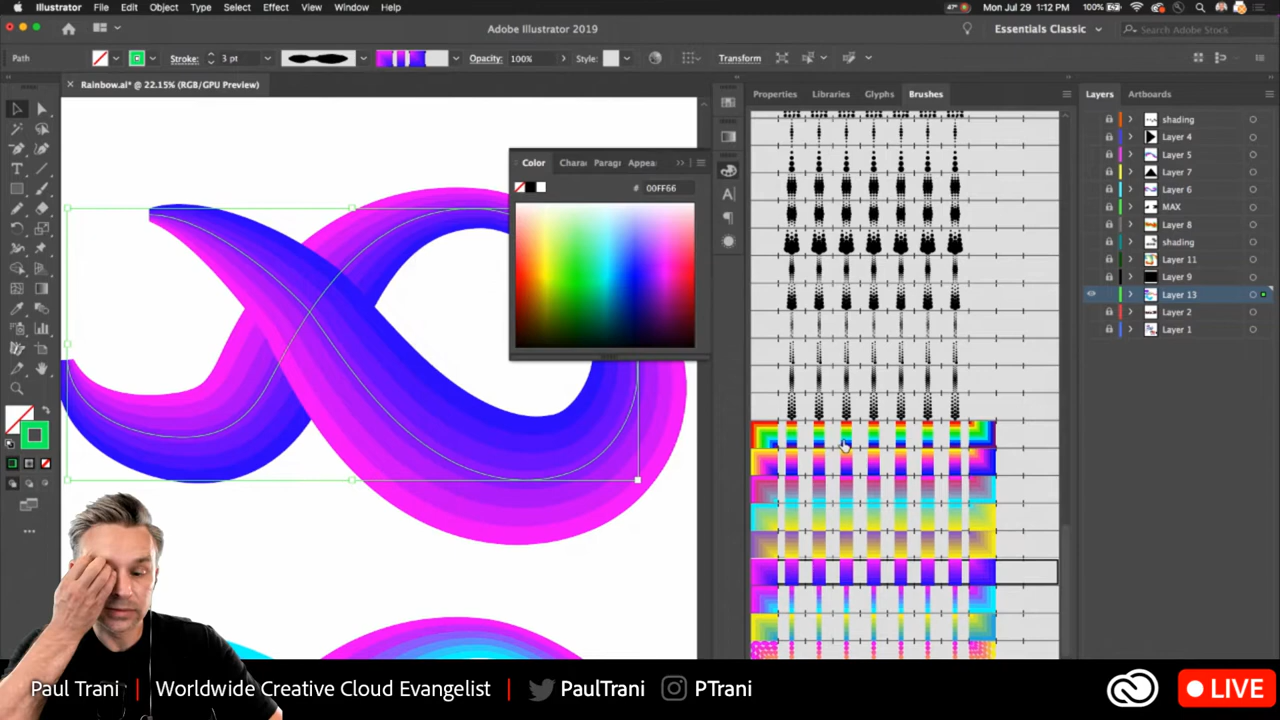 Illustrator File Edit Object Type Select Effect View Window Help
47° Mon Jul 29 1:12 PM 100%
Adobe Illustrator 2019
Essentials Classic
Search Adobe Stock
Path Stroke: 3 pt Opacity: 100% Style: Transform
Rainbow.ai* @ 22.15% (RGB/GPU Preview)
Properties Libraries Glyphs Brushes
Layers Artboards
Color Chara Paragr Appea
# 00FF66
shading
Layer 4
Layer 5
Layer 7
Layer 6
MAX
Layer 8
shading
Layer 11
Layer 9
Layer 13
Layer 2
Layer 1
Paul Trani | Worldwide Creative Cloud Evangelist | PaulTrani PTrani
LIVE